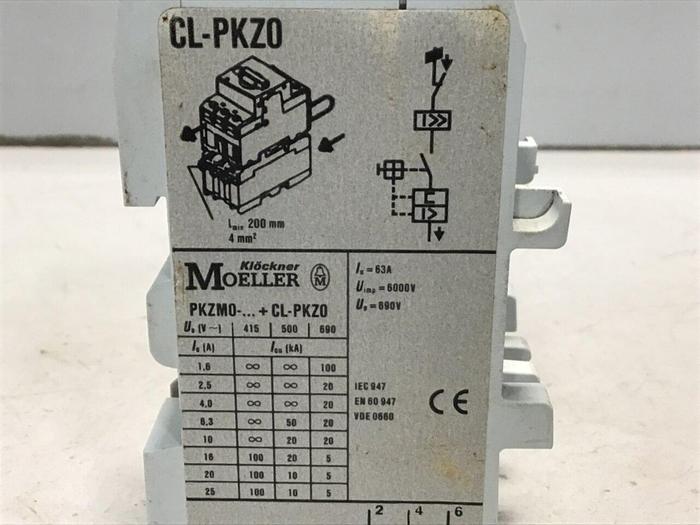 CL-PKZ0
I>>
C
I>
lmin 200 mm
4 mm²
Klöckner
MOELLER M
PKZM0-... + CL-PKZ0
Ue (V~) 415 500 690
Ie (A) Icu (kA)
1,6 ∞ ∞ 100
2,5 ∞ ∞ 20
4,0 ∞ ∞ 20
6,3 ∞ 50 20
10 ∞ 20 20
16 100 20 5
20 100 10 5
25 100 10 5
Iu = 63A
Uimp = 6000V
Ue = 690V
IEC 947
EN 60 947
VDE 0660
CE
2 4 6